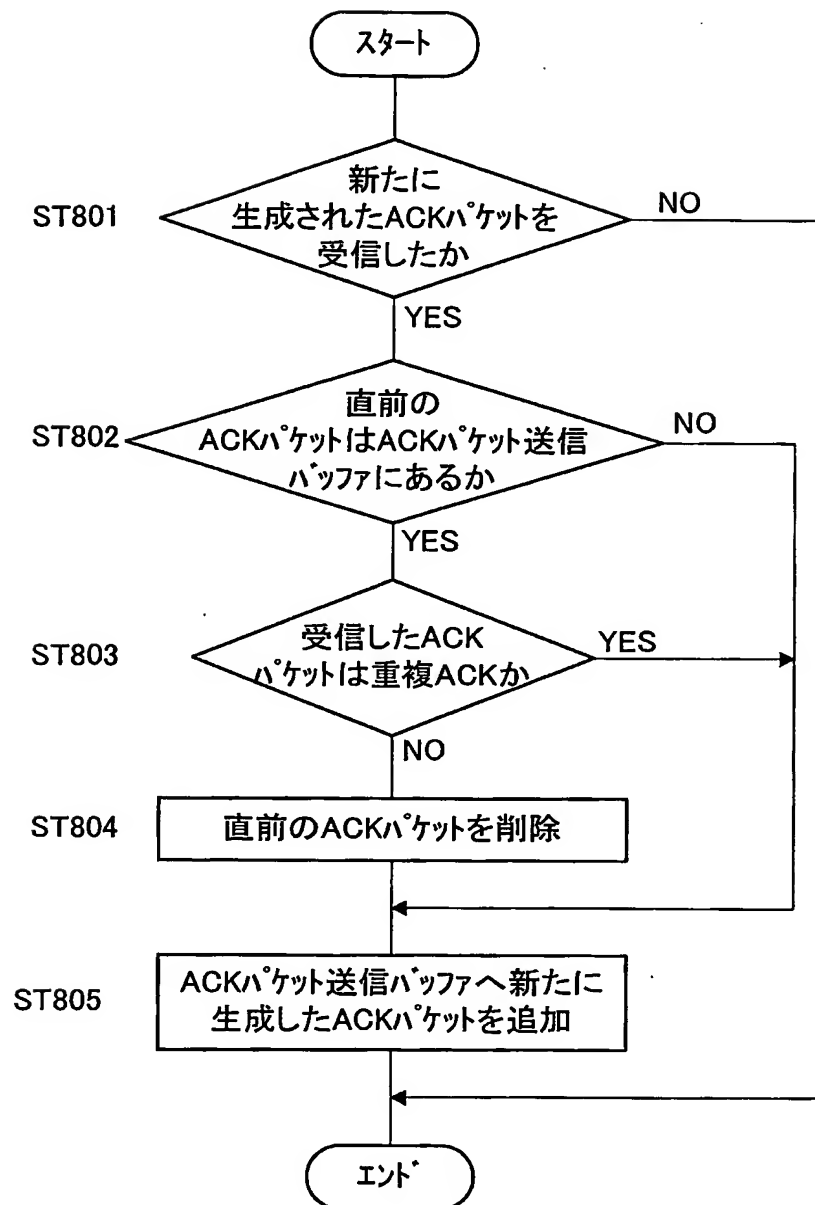 スタート
ST801
新たに
生成されたACKパケットを
受信したか
NO
YES
ST802
直前の
ACKパケットはACKパケット送信
バッファにあるか
NO
YES
ST803
受信したACK
パケットは重複ACKか
YES
NO
ST804
直前のACKパケットを削除
ST805
ACKパケット送信バッファへ新たに
生成したACKパケットを追加
エンド